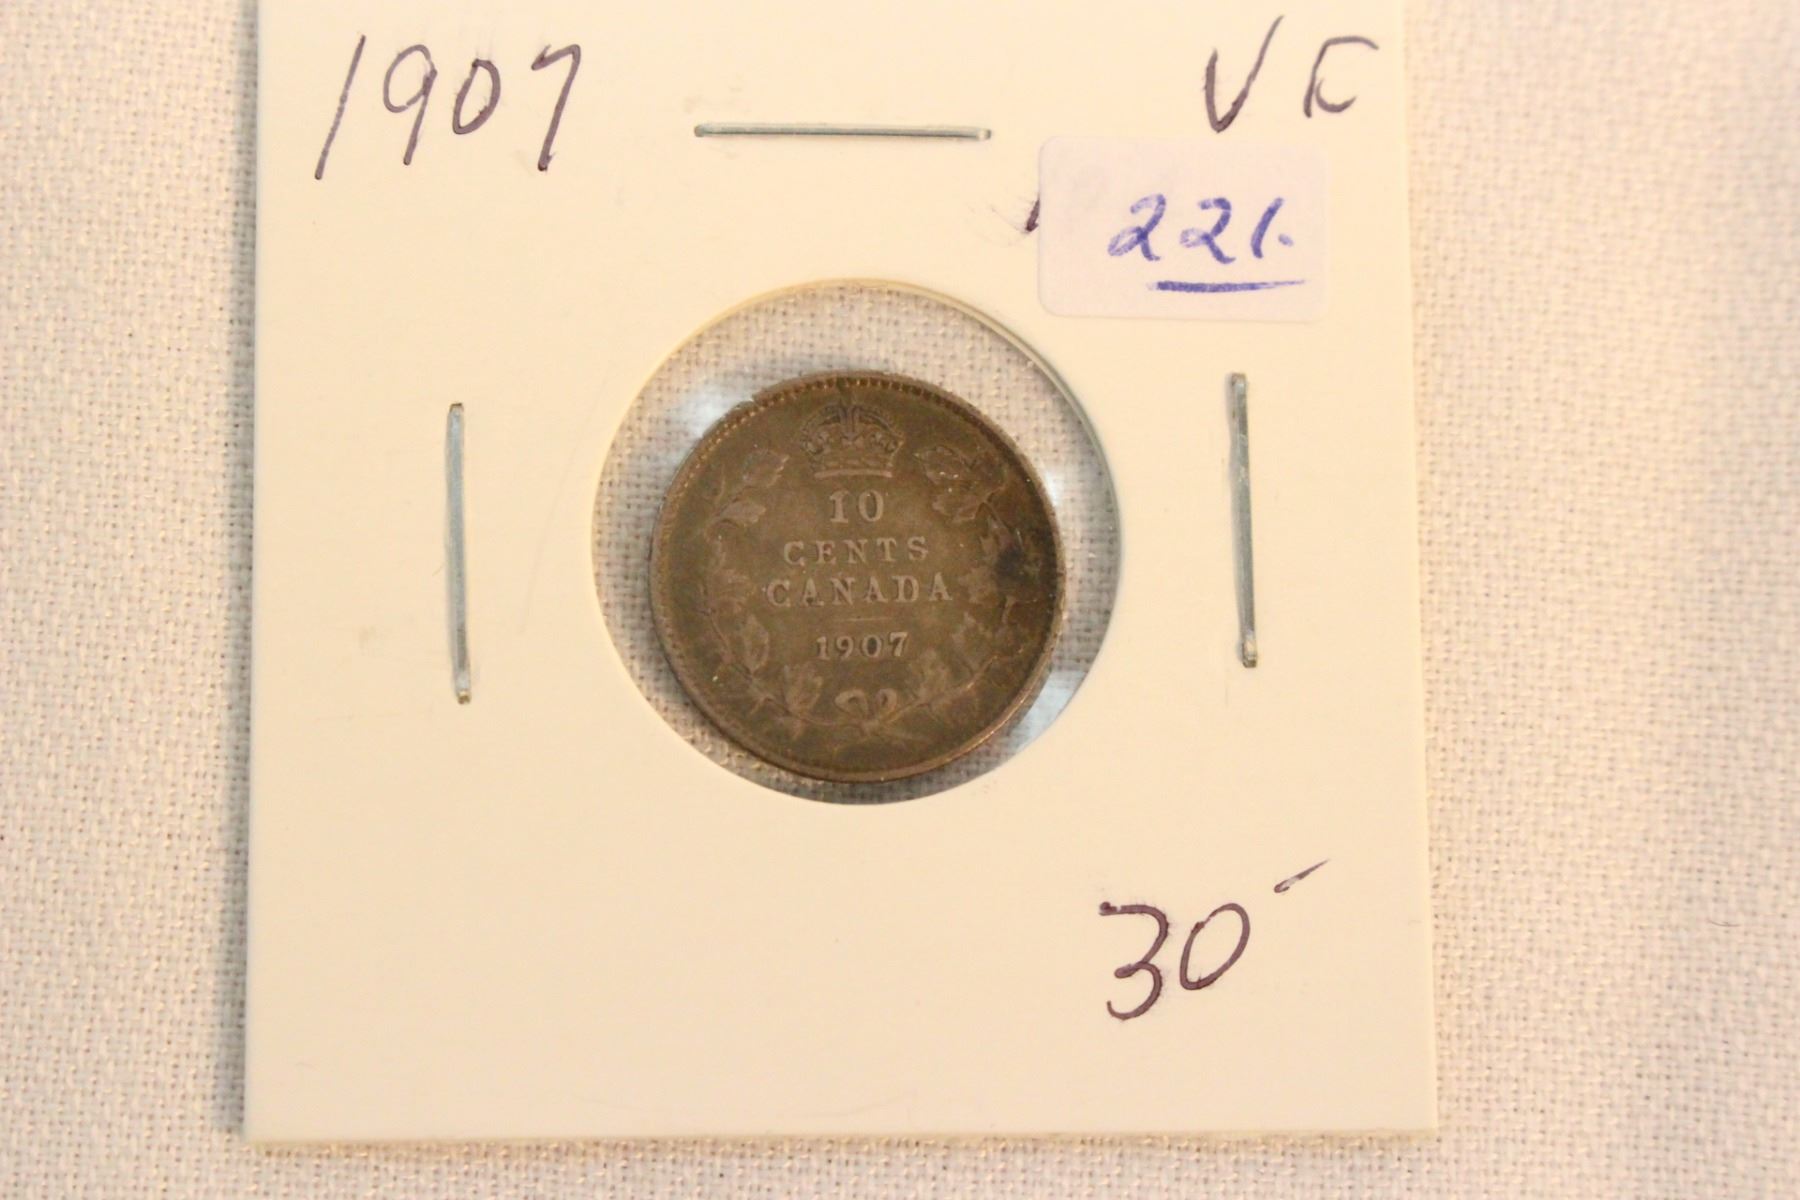 1907
VF
221.
10
CENTS
CANADA
1907
30-